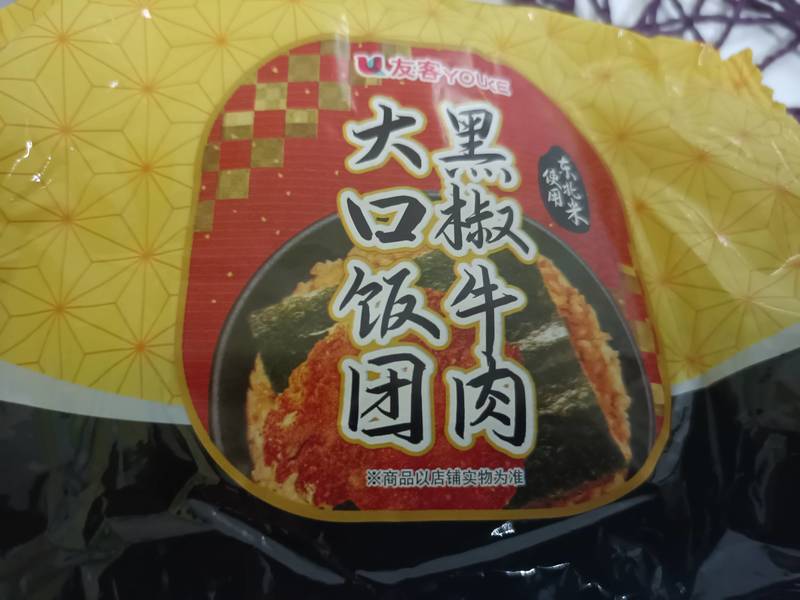 友客YOUKE
黑椒牛肉
大口饭团
东北米
使用
※商品以店铺实物为准